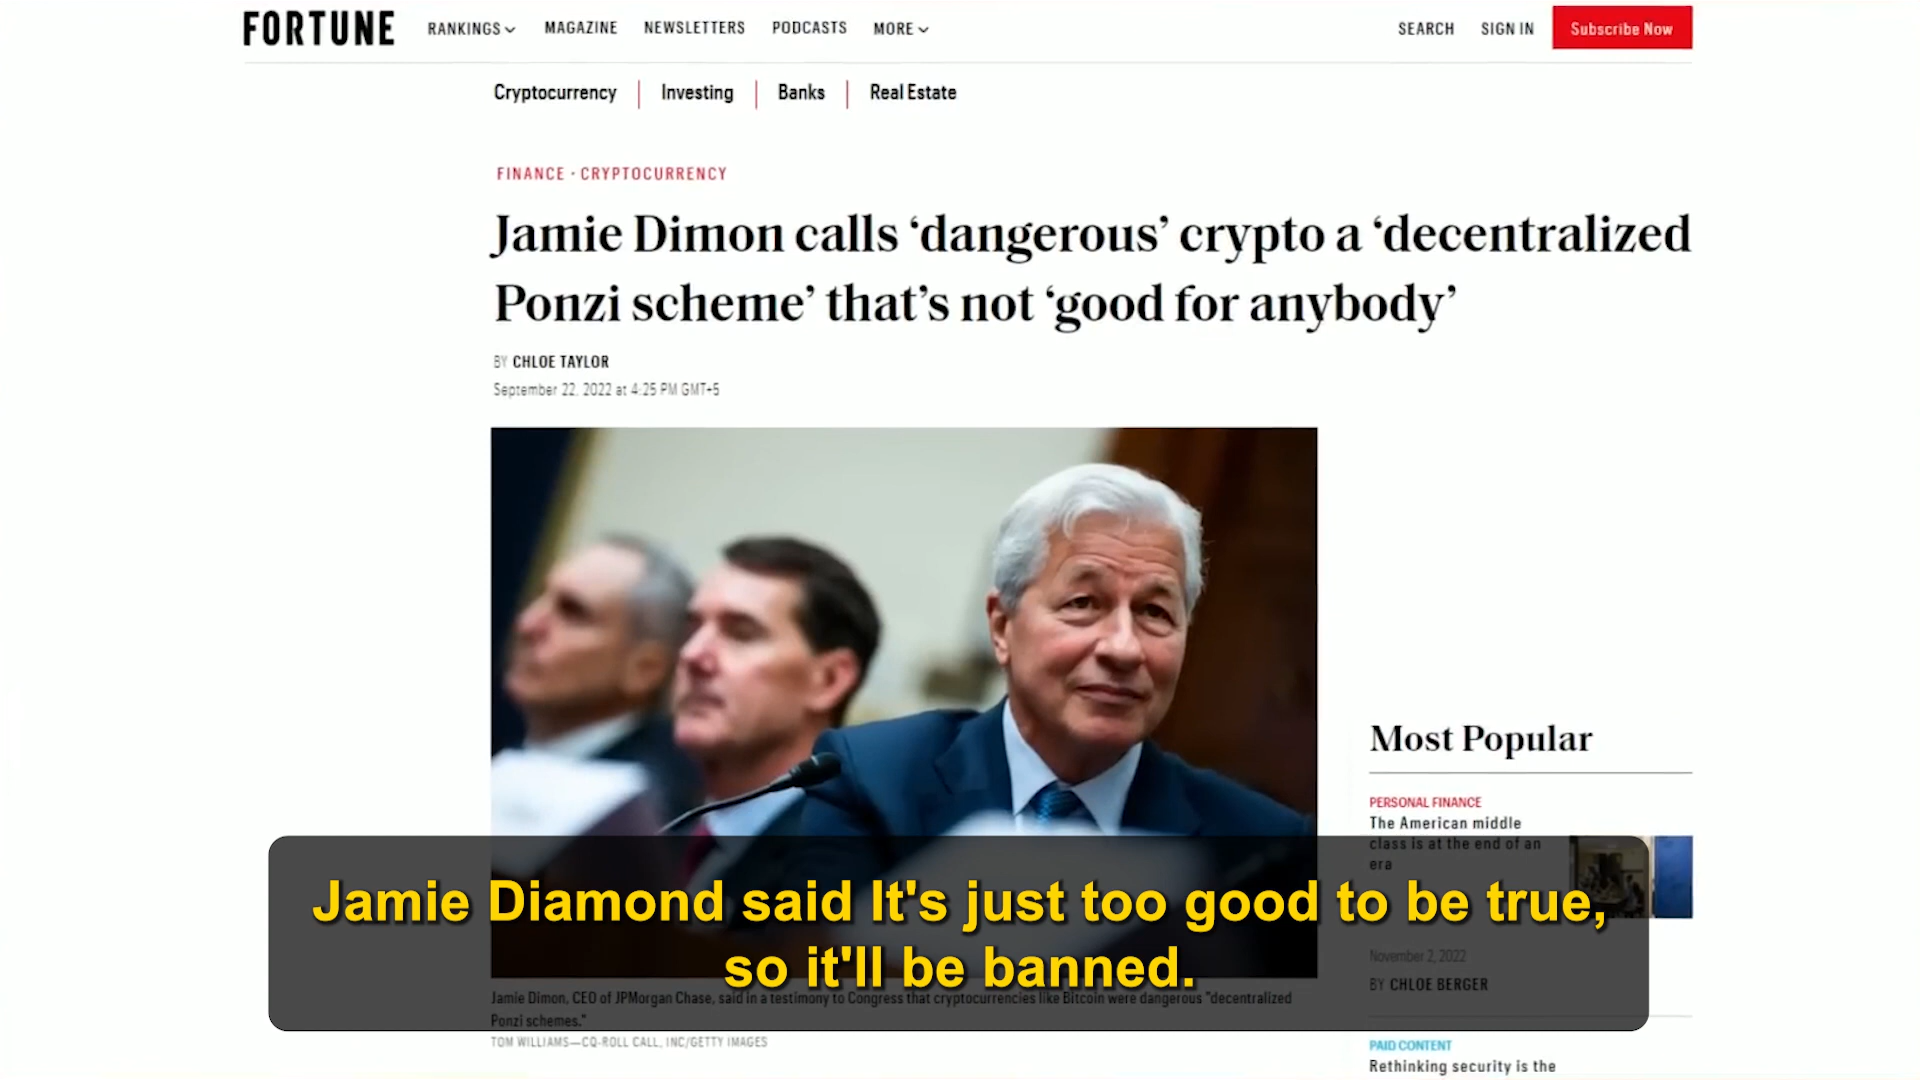 FORTUNE RANKINGS MAGAZINE NEWSLETTERS PODCASTS MORE SEARCH SIGN IN Subscribe Now
Cryptocurrency Investing Banks Real Estate
FINANCE · CRYPTOCURRENCY
Jamie Dimon calls ‘dangerous’ crypto a ‘decentralized
Ponzi scheme’ that’s not ‘good for anybody’
BY CHLOE TAYLOR
September 22, 2022 at 4:25 PM GMT+5
Most Popular
PERSONAL FINANCE
The American middle
class is at the end of an
era
November 2, 2022
BY CHLOE BERGER
Jamie Diamond said It's just too good to be true,
so it'll be banned.
Jamie Dimon, CEO of JPMorgan Chase, said in a testimony to Congress that cryptocurrencies like Bitcoin were dangerous "decentralized
Ponzi schemes."
TOM WILLIAMS—CQ-ROLL CALL, INC/GETTY IMAGES
PAID CONTENT
Rethinking security is the